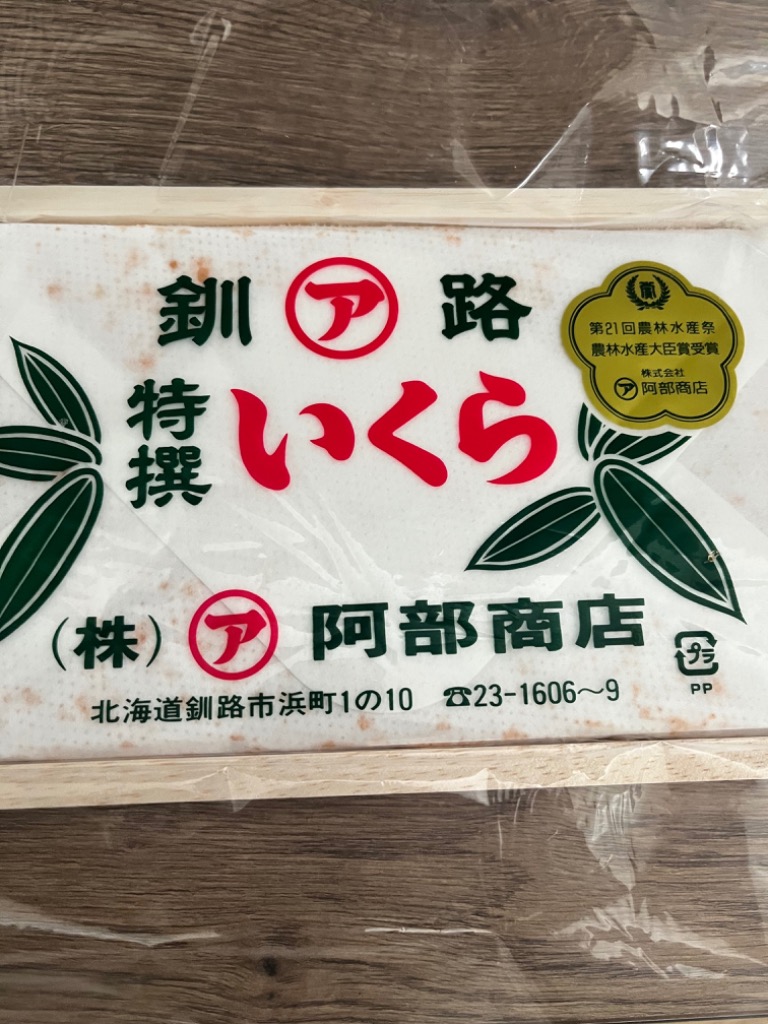 釧 ア 路
特撰 いくら
第21回農林水産祭
農林水産大臣賞受賞
株式会社
ア 阿部商店
(株) ア 阿部商店
北海道釧路市浜町1の10 ☎23-1606〜9
プラ
PP